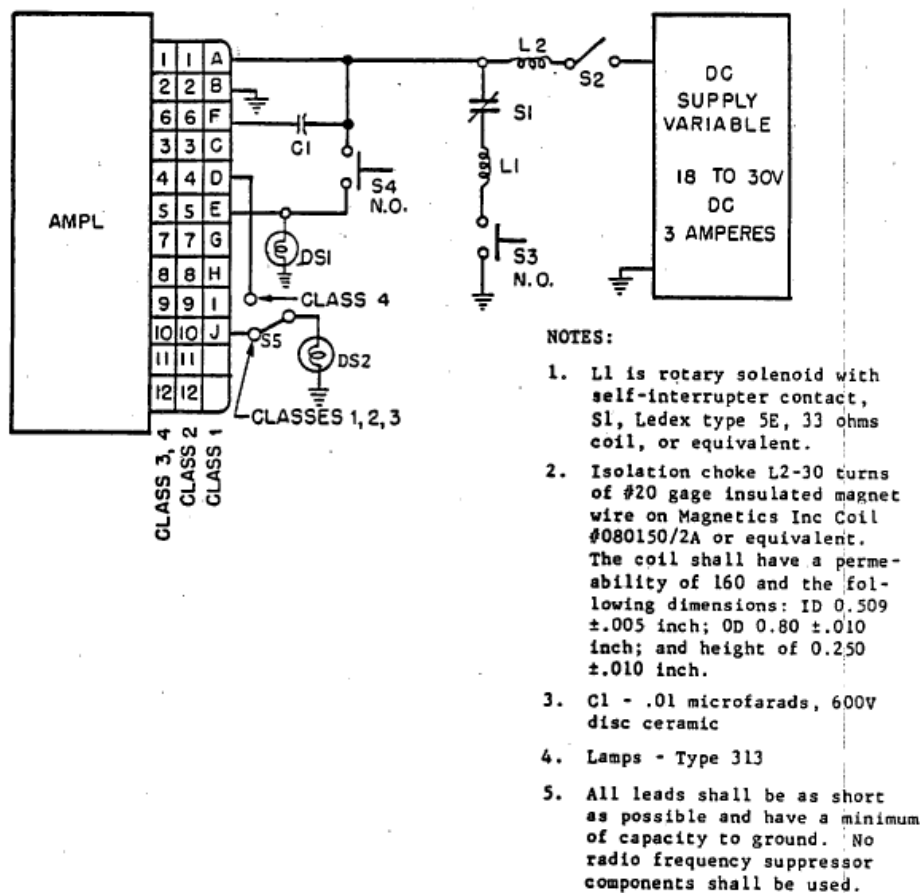 AMPL
1 1 A
2 2 B
6 6 F
3 3 C
4 4 D
5 5 E
7 7 G
8 8 H
9 9 I
10 10 J
11 11
12 12
CLASS 3, 4
CLASS 2
CLASS 1
C1
S4
N.O.
DS1
CLASS 4
S5
DS2
CLASSES 1, 2, 3
L2
S2
S1
L1
S3
N.O.
DC
SUPPLY
VARIABLE
18 TO 30V
DC
3 AMPERES
NOTES:
1. L1 is rotary solenoid with
self-interrupter contact,
S1, Ledex type 5E, 33 ohms
coil, or equivalent.
2. Isolation choke L2-30 turns
of #20 gage insulated magnet
wire on Magnetics Inc Coil
#080150/2A or equivalent.
The coil shall have a perme-
ability of 160 and the fol-
lowing dimensions: ID 0.509
±.005 inch; OD 0.80 ±.010
inch; and height of 0.250
±.010 inch.
3. C1 - .01 microfarads, 600V
disc ceramic
4. Lamps - Type 313
5. All leads shall be as short
as possible and have a minimum
of capacity to ground. No
radio frequency suppressor
components shall be used.